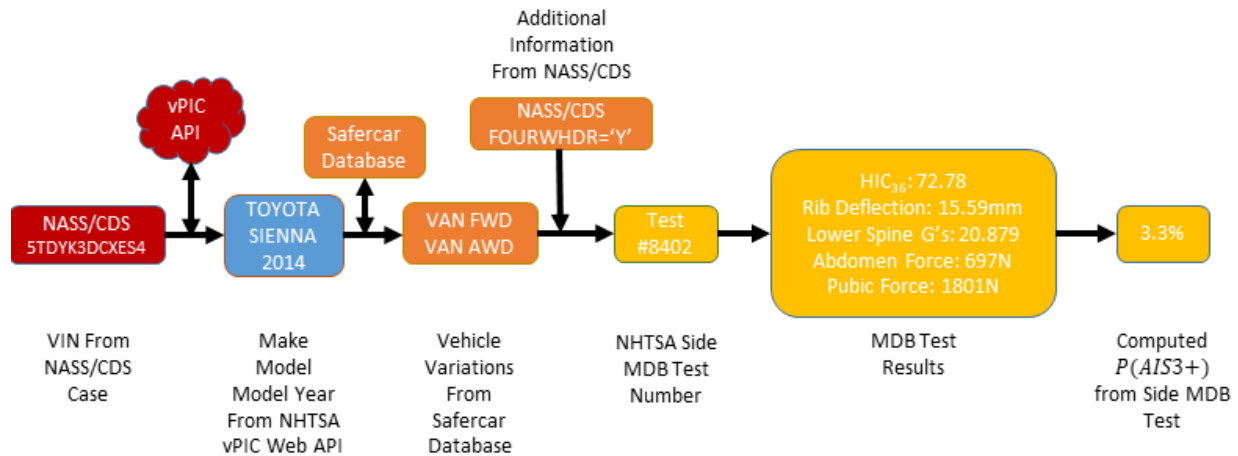 Additional
Information
From NASS/CDS
vPIC
API
Safercar
Database
NASS/CDS
FOURWHDR='Y'
NASS/CDS
5TDYK3DCXES4
TOYOTA
SIENNA
2014
VAN FWD
VAN AWD
Test
#8402
HIC36: 72.78
Rib Deflection: 15.59mm
Lower Spine G's: 20.879
Abdomen Force: 697N
Pubic Force: 1801N
3.3%
VIN From
NASS/CDS
Case
Make
Model
Model Year
From NHTSA
vPIC Web API
Vehicle
Variations
From
Safercar
Database
NHTSA Side
MDB Test
Number
MDB Test
Results
Computed
P(AIS3+)
from Side MDB
Test